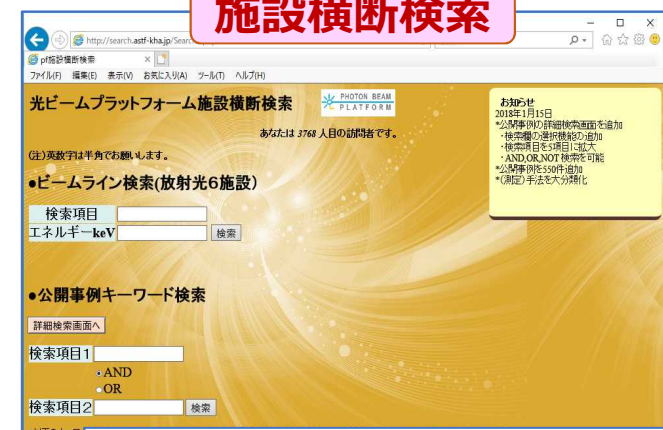 施設横断検索
http://search.astf-kha.jp/Sear
pf施設横断検索
ファイル(F) 編集(E) 表示(V) お気に入り(A) ツール(T) ヘルプ(H)
光ビームプラットフォーム施設横断検索
PHOTON BEAM
PLATFORM
あなたは 3768 人目の訪問者です。
(注)英数字は半角でお願いします。
お知らせ
2018年1月15日
*公開事例の詳細検索画面を追加
・検索欄の選択機能の追加
・検索項目を5項目に拡大
・AND,OR,NOT 検索を可能
*公開事例を550件追加
*(測定)手法を大分類化
●ビームライン検索(放射光6施設)
検索項目
エネルギーkeV 検索
●公開事例キーワード検索
詳細検索画面へ
検索項目1
AND
OR
検索項目2 検索